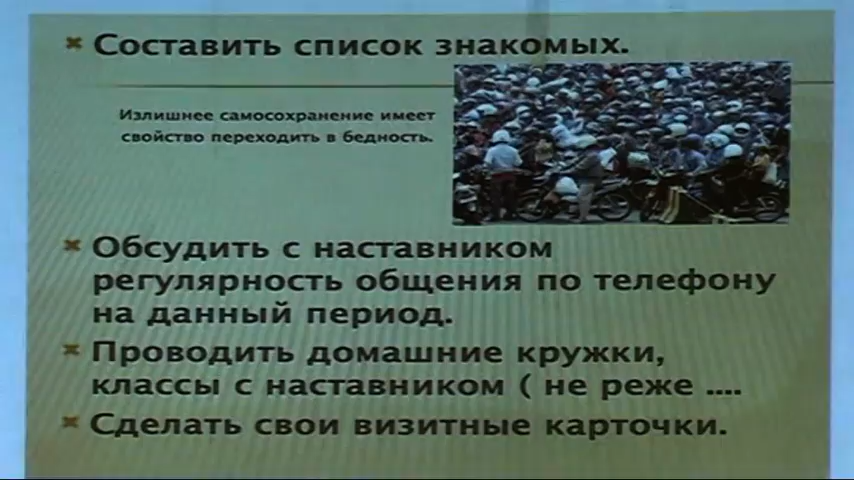 Составить список знакомых.
Излишнее самосохранение имеет
свойство переходить в бедность.
Обсудить с наставником
регулярность общения по телефону
на данный период.
Проводить домашние кружки,
классы с наставником ( не реже ....
Сделать свои визитные карточки.